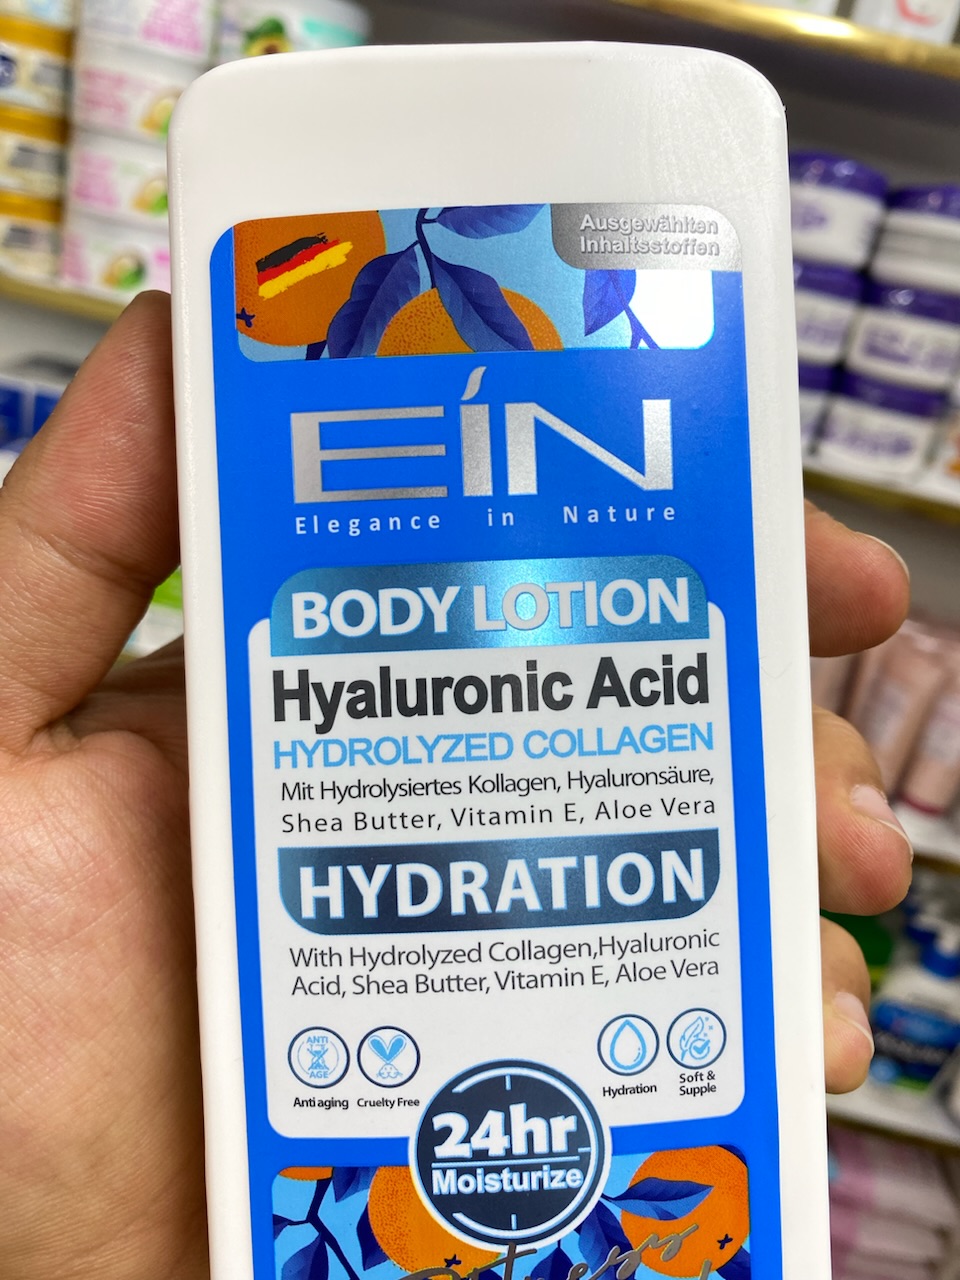 Ausgewählten
Inhaltsstoffen
EÍN
Elegance in Nature
BODY LOTION
Hyaluronic Acid
HYDROLYZED COLLAGEN
Mit Hydrolysiertes Kollagen, Hyaluronsäure,
Shea Butter, Vitamin E, Aloe Vera
HYDRATION
With Hydrolyzed Collagen,Hyaluronic
Acid, Shea Butter, Vitamin E, Aloe Vera
ANTI
AGE
Anti aging
Cruelty Free
Hydration
Soft &
Supple
24hr
Moisturize